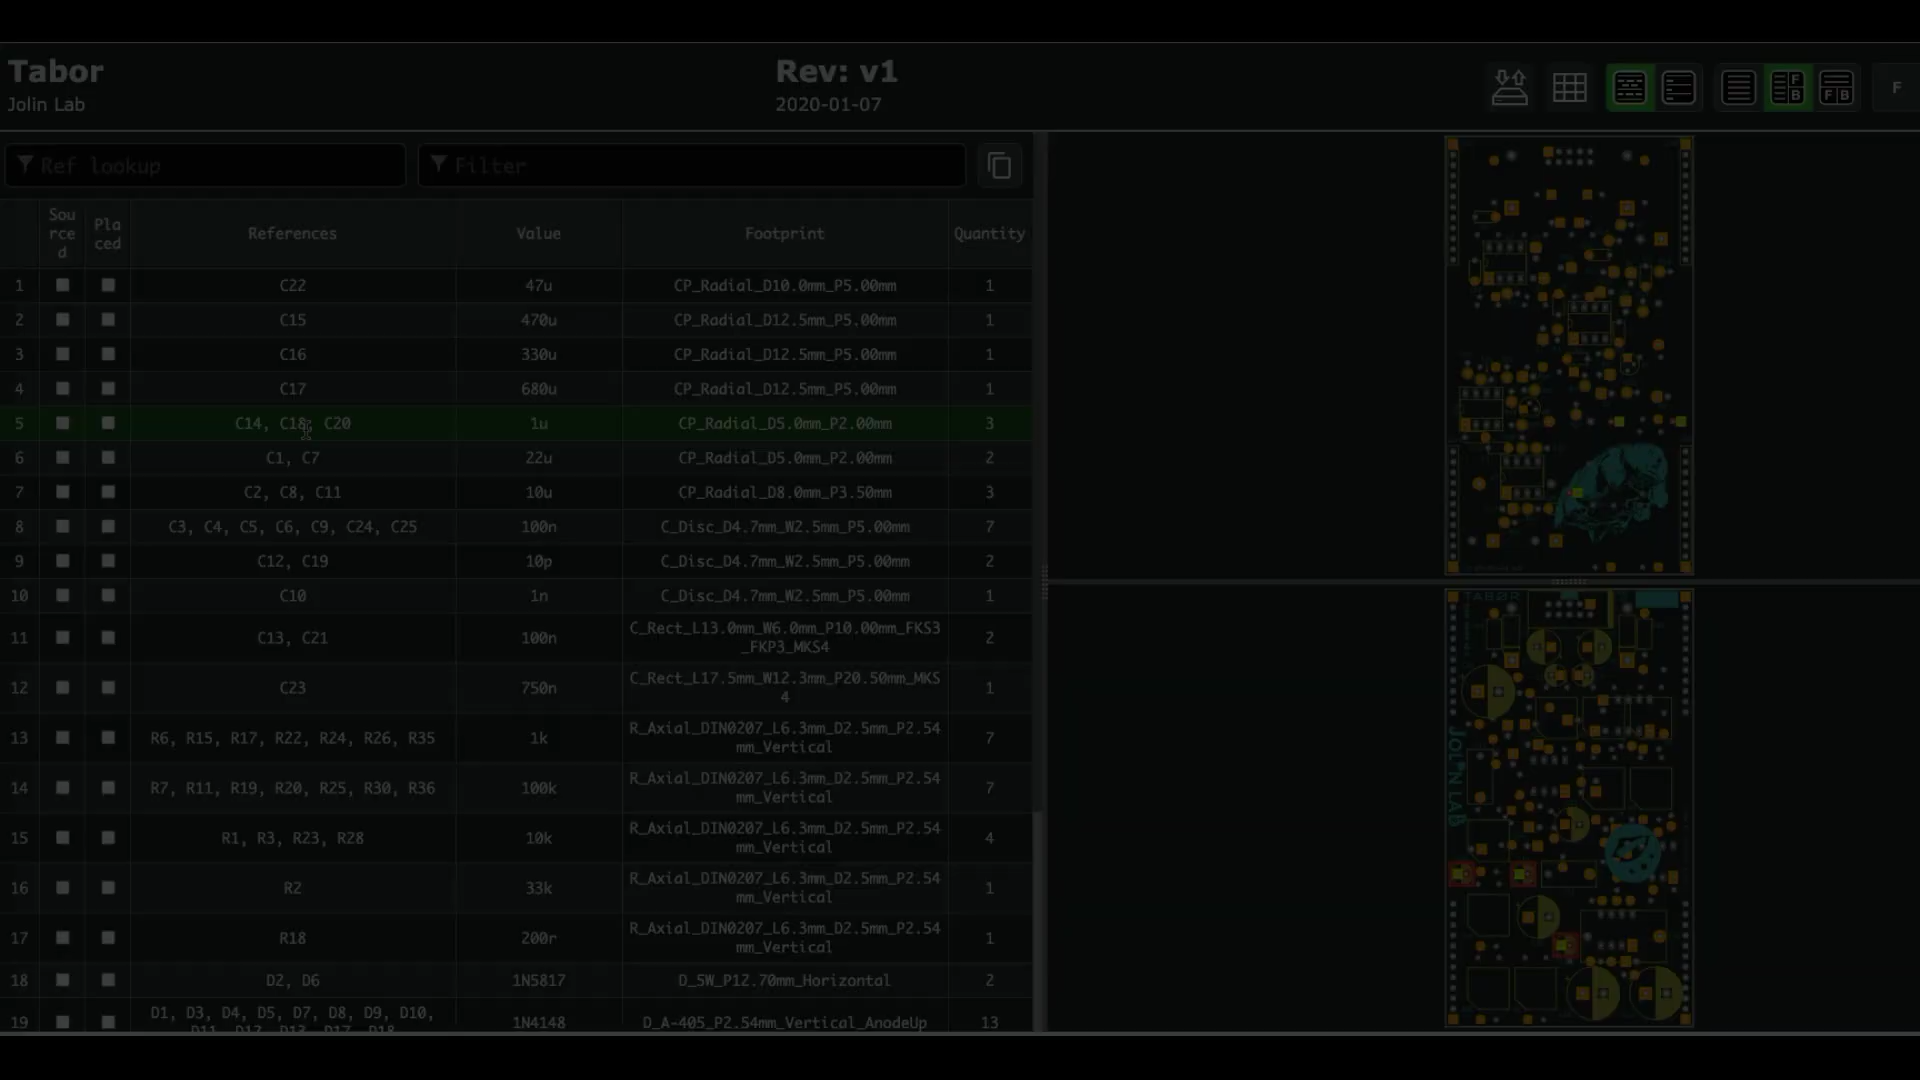 Tabor
Jolin Lab
Rev: v1
2020-01-07
F
B
F B
F
Ref lookup
Filter
Sou
rce
d
Pla
ced
References
Value
Footprint
Quantity
1 C22 47u CP_Radial_D10.0mm_P5.00mm 1
2 C15 470u CP_Radial_D12.5mm_P5.00mm 1
3 C16 330u CP_Radial_D12.5mm_P5.00mm 1
4 C17 680u CP_Radial_D12.5mm_P5.00mm 1
5 C14, C18, C20 1u CP_Radial_D5.0mm_P2.00mm 3
6 C1, C7 22u CP_Radial_D5.0mm_P2.00mm 2
7 C2, C8, C11 10u CP_Radial_D8.0mm_P3.50mm 3
8 C3, C4, C5, C6, C9, C24, C25 100n C_Disc_D4.7mm_W2.5mm_P5.00mm 7
9 C12, C19 10p C_Disc_D4.7mm_W2.5mm_P5.00mm 2
10 C10 1n C_Disc_D4.7mm_W2.5mm_P5.00mm 1
11 C13, C21 100n C_Rect_L13.0mm_W6.0mm_P10.00mm_FKS3
_FKP3_MKS4 2
12 C23 750n C_Rect_L17.5mm_W12.3mm_P20.50mm_MKS
4 1
13 R6, R15, R17, R22, R24, R26, R35 1k R_Axial_DIN0207_L6.3mm_D2.5mm_P2.54
mm_Vertical 7
14 R7, R11, R19, R20, R25, R30, R36 100k R_Axial_DIN0207_L6.3mm_D2.5mm_P2.54
mm_Vertical 7
15 R1, R3, R23, R28 10k R_Axial_DIN0207_L6.3mm_D2.5mm_P2.54
mm_Vertical 4
16 R2 33k R_Axial_DIN0207_L6.3mm_D2.5mm_P2.54
mm_Vertical 1
17 R18 200r R_Axial_DIN0207_L6.3mm_D2.5mm_P2.54
mm_Vertical 1
18 D2, D6 1N5817 D_5W_P12.70mm_Horizontal 2
19 D1, D3, D4, D5, D7, D8, D9, D10,
D11, D12, D13, D17, D18 1N4148 D_A-405_P2.54mm_Vertical_AnodeUp 13
TABØR
JOLIN LAB